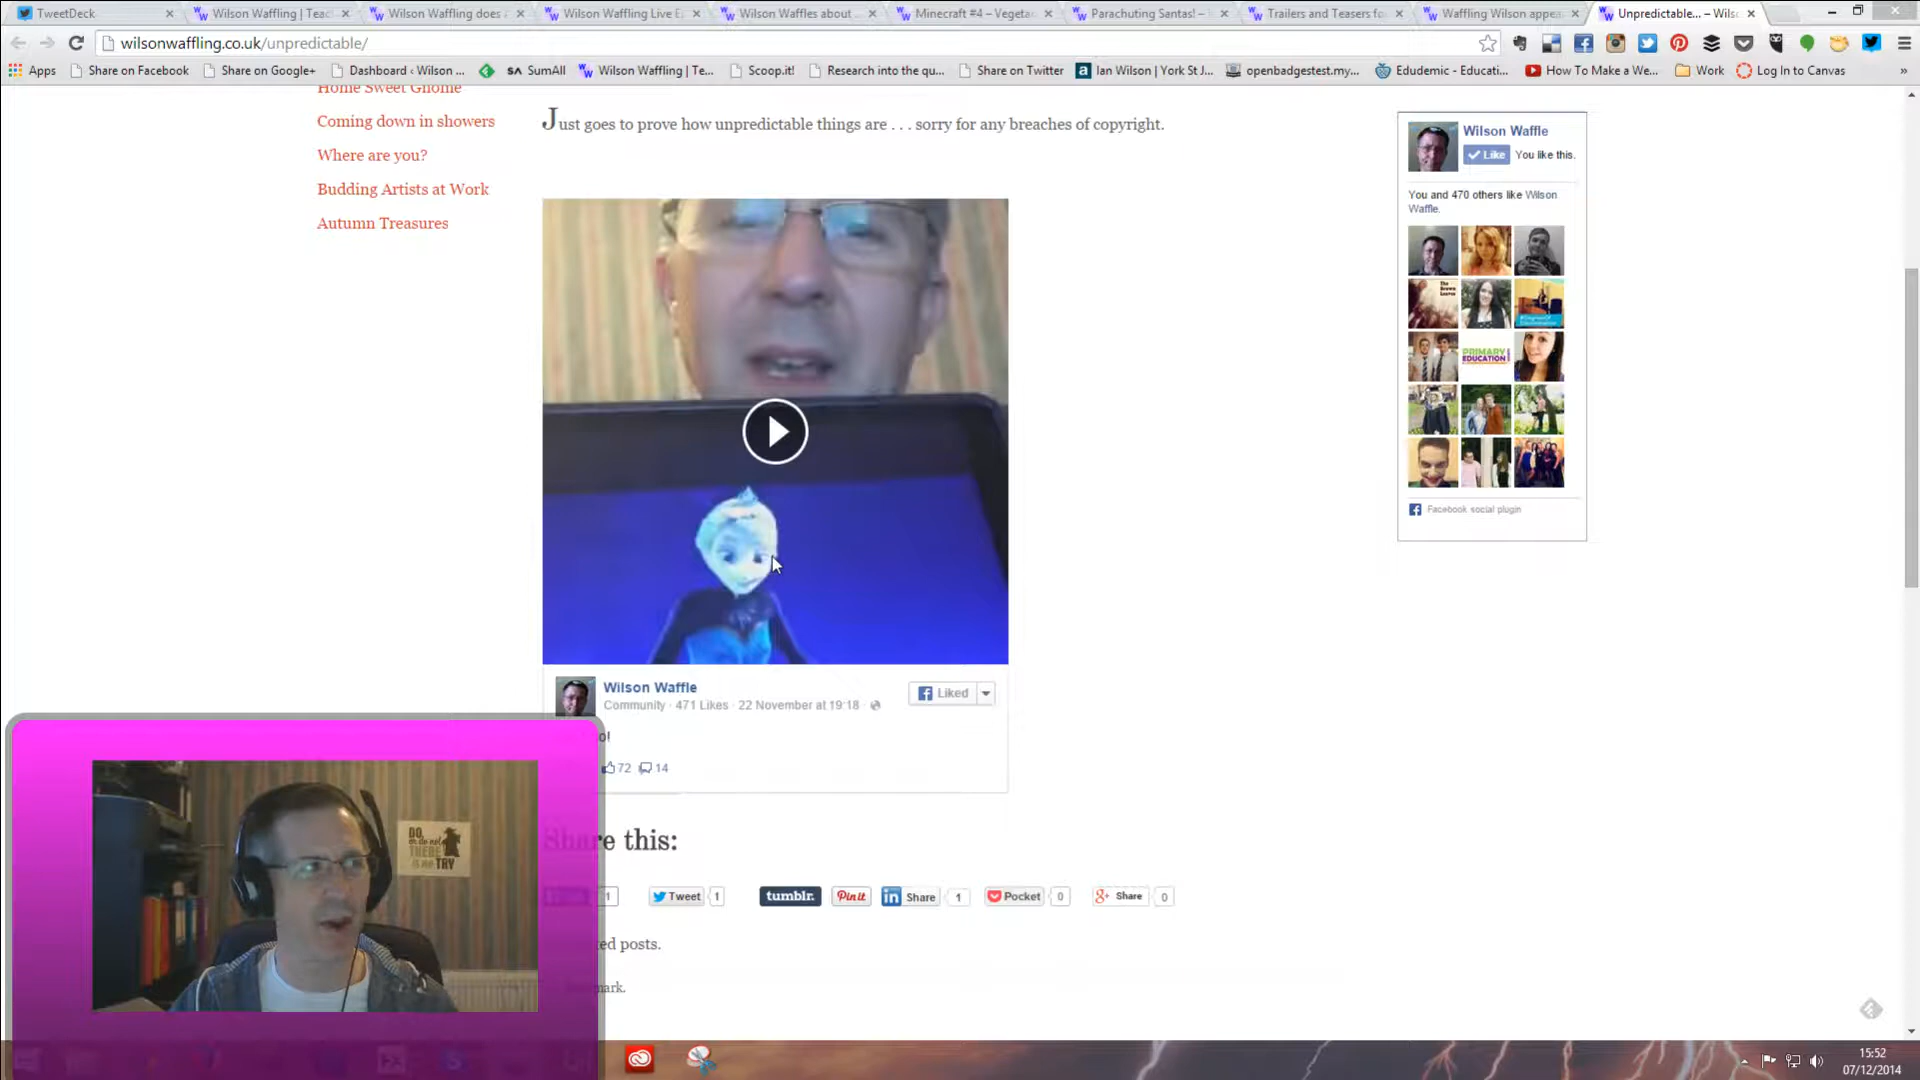 TweetDeck
Wilson Waffling | Teac
Wilson Waffling does a
Wilson Waffling Live E
Wilson Waffles about
Minecraft #4 – Vegeta
Parachuting Santas! –
Trailers and Teasers fo
Waffling Wilson appea
Unpredictable... – Wils
wilsonwaffling.co.uk/unpredictable/
Apps
Share on Facebook
Share on Google+
Dashboard ‹ Wilson ...
SumAll
Wilson Waffling | Te...
Scoop.it!
Research into the qu...
Share on Twitter
Ian Wilson | York St J...
openbadgestest.my...
Edudemic - Educati...
How To Make a We...
Work
Log In to Canvas
»
Home Sweet Gnome
Coming down in showers
Where are you?
Budding Artists at Work
Autumn Treasures
Just goes to prove how unpredictable things are . . . sorry for any breaches of copyright.
Wilson Waffle
Like
You like this.
You and 470 others like Wilson
Waffle.
PRIMARY
EDUCATION
Facebook social plugin
Wilson Waffle
Community · 471 Likes · 22 November at 19:18 ·
Liked
o!
72 14
DO,
or do not
THERE
is no TRY
Share this:
1
Tweet 1
tumblr.
Pin it
in Share 1
Pocket 0
g+ Share 0
ed posts.
mark.
15:52
07/12/2014